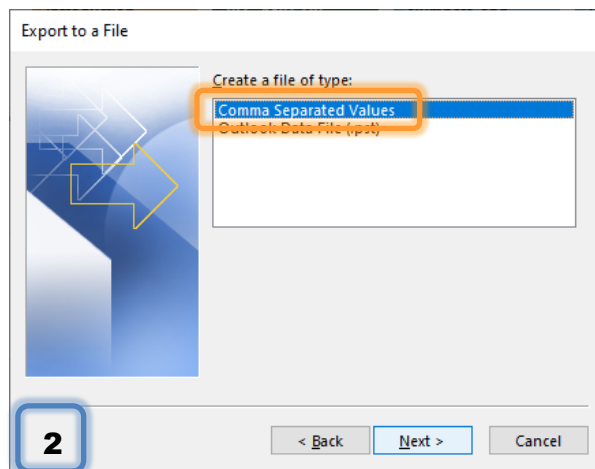 Export to a File
Create a file of type:
Comma Separated Values
Outlook Data File (.pst)
2
< Back
Next >
Cancel